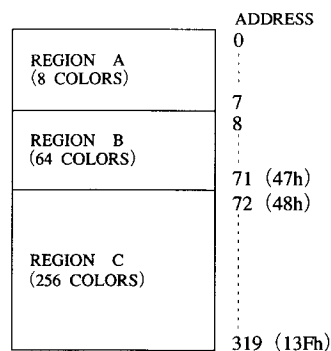 ADDRESS
0
REGION A
(8 COLORS)
7
8
REGION B
(64 COLORS)
71 (47h)
72 (48h)
REGION C
(256 COLORS)
319 (13Fh)